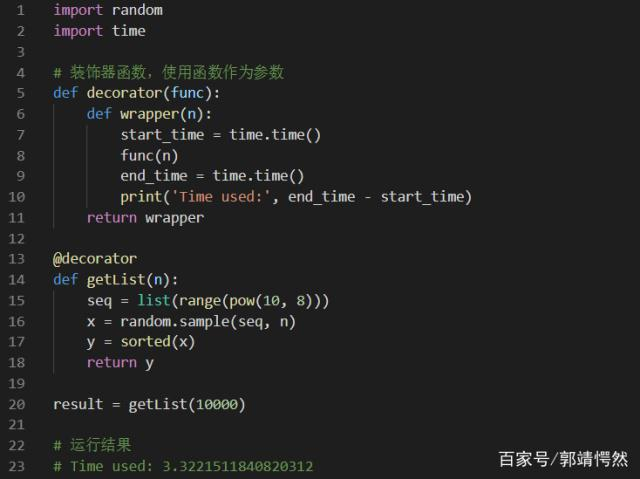 1 import random
2 import time
3
4 # 装饰器函数，使用函数作为参数
5 def decorator(func):
6     def wrapper(n):
7         start_time = time.time()
8         func(n)
9         end_time = time.time()
10         print('Time used:', end_time - start_time)
11     return wrapper
12
13 @decorator
14 def getList(n):
15     seq = list(range(pow(10, 8)))
16     x = random.sample(seq, n)
17     y = sorted(x)
18     return y
19
20 result = getList(10000)
21
22 # 运行结果
23 # Time used: 3.3221511840820312
百家号/郭靖愕然